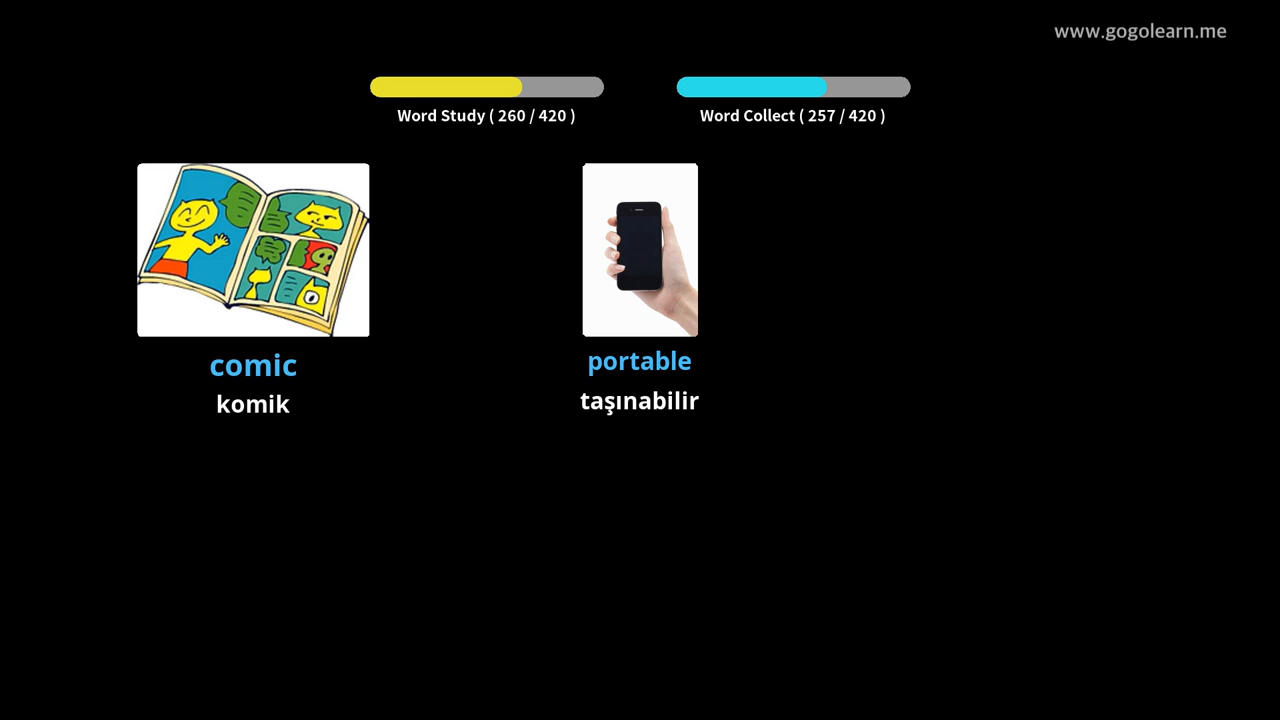 www.gogolearn.me
Word Study ( 260 / 420 )
Word Collect ( 257 / 420 )
comic
komik
portable
taşınabilir